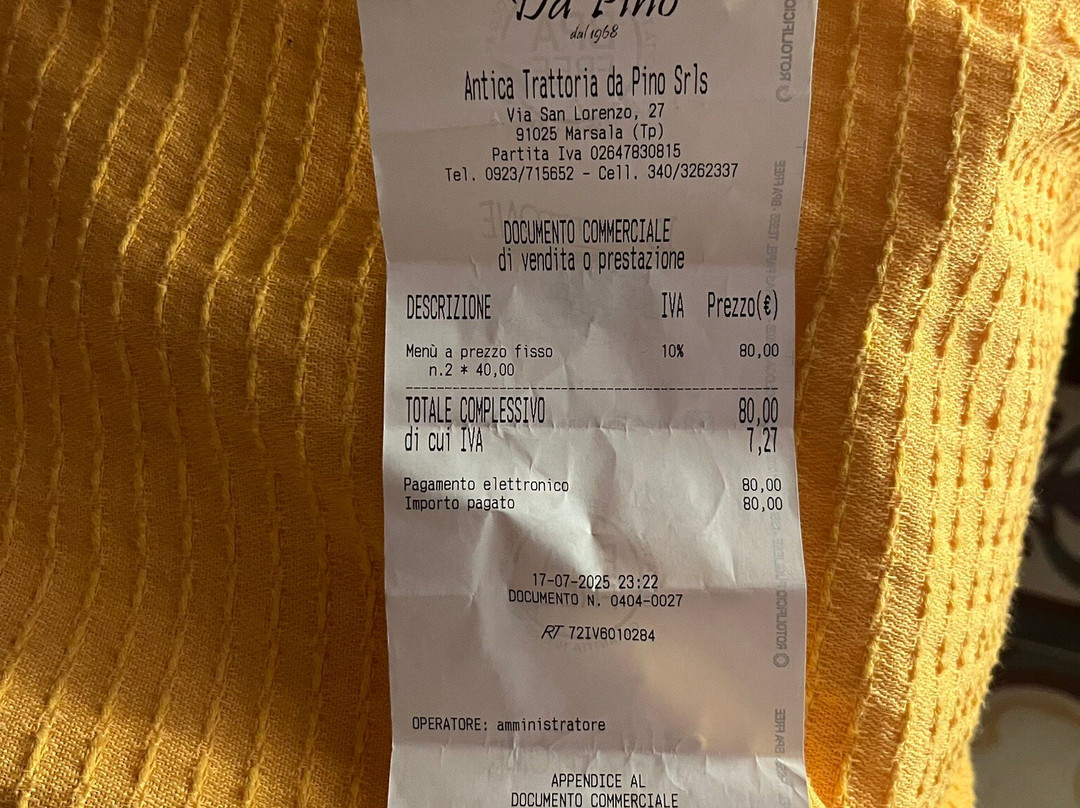 Da Pino
dal 1968
Antica Trattoria da Pino Srls
Via San Lorenzo, 27
91025 Marsala (Tp)
Partita Iva 02647830815
Tel. 0923/715652 - Cell. 340/3262337
DOCUMENTO COMMERCIALE
di vendita o prestazione
DESCRIZIONE IVA Prezzo(€)
Menù a prezzo fisso 10% 80,00
n.2 * 40,00
TOTALE COMPLESSIVO 80,00
di cui IVA 7,27
Pagamento elettronico 80,00
Importo pagato 80,00
17-07-2025 23:22
DOCUMENTO N. 0404-0027
RT 72IV6010284
OPERATORE: amministratore
APPENDICE AL
DOCUMENTO COMMERCIALE